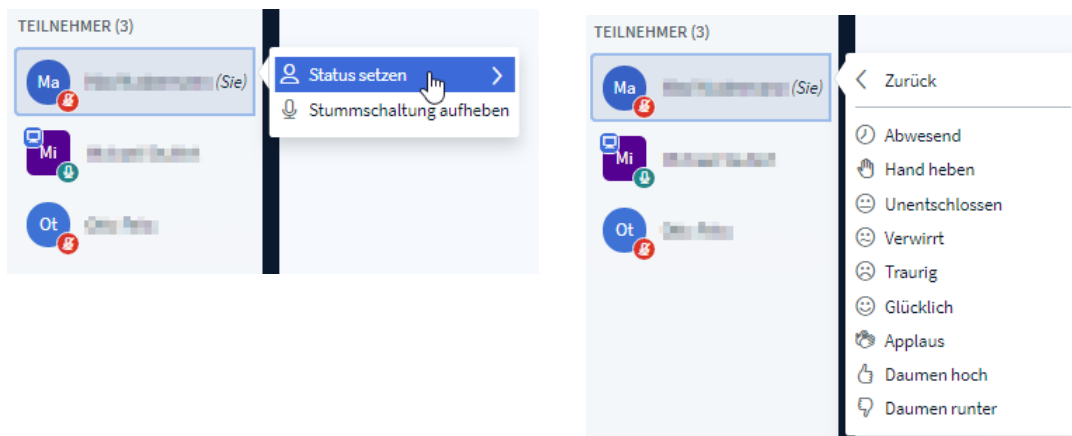 TEILNEHMER (3)
Ma (Sie)
Status setzen
Stummschaltung aufheben
Mi
Ot
TEILNEHMER (3)
Ma (Sie)
Mi
Ot
Zurück
Abwesend
Hand heben
Unentschlossen
Verwirrt
Traurig
Glücklich
Applaus
Daumen hoch
Daumen runter